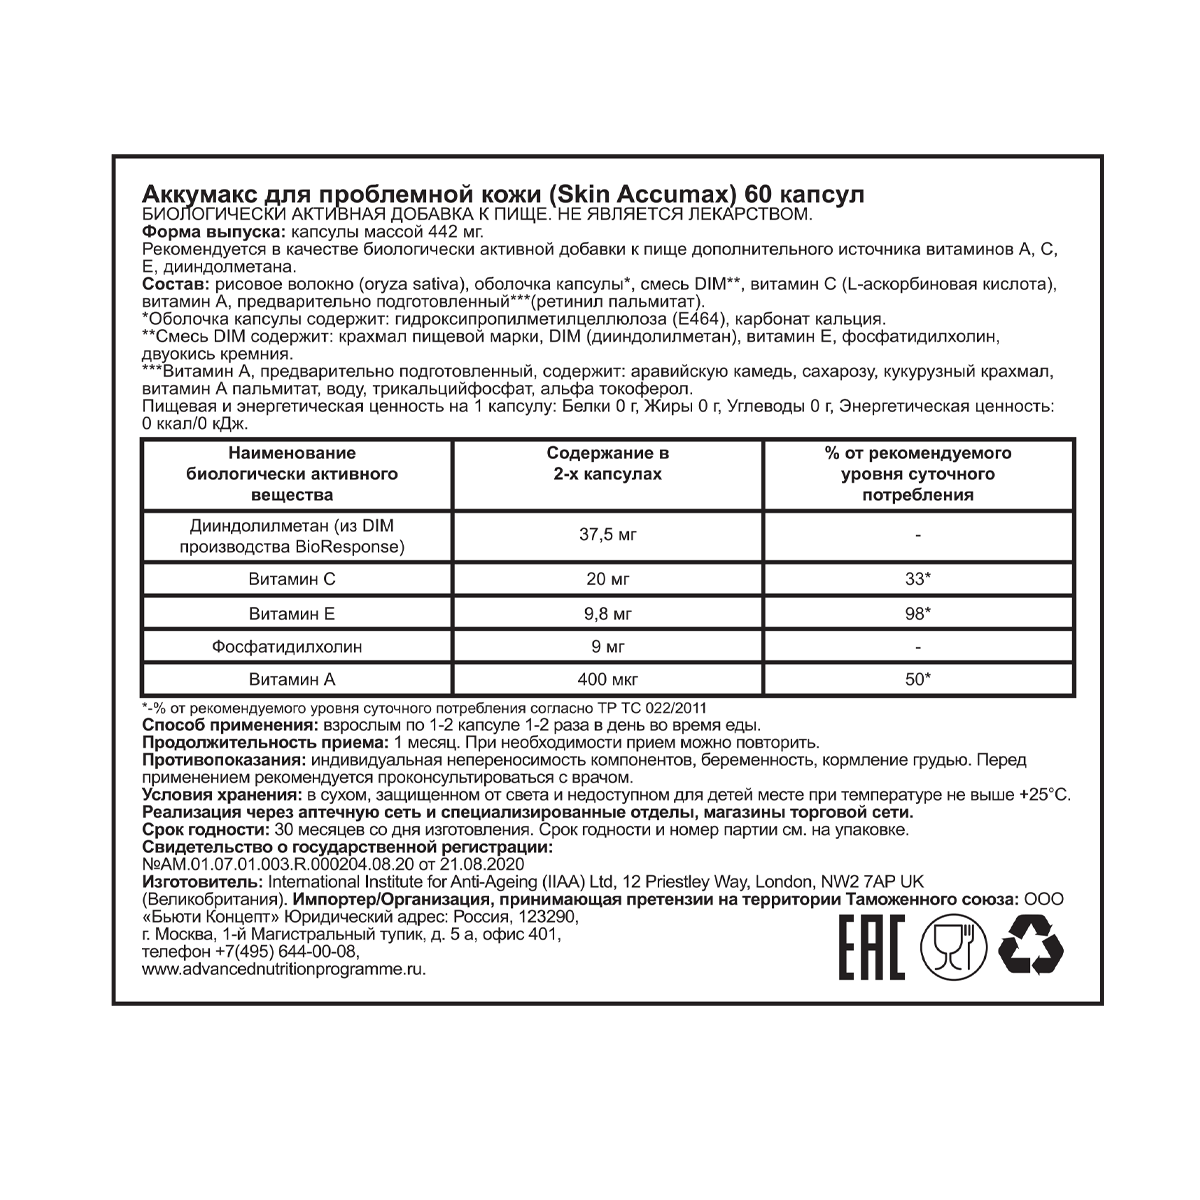 Аккумакс для проблемной кожи (Skin Accumax) 60 капсул
БИОЛОГИЧЕСКИ АКТИВНАЯ ДОБАВКА К ПИЩЕ. НЕ ЯВЛЯЕТСЯ ЛЕКАРСТВОМ.
Форма выпуска: капсулы массой 442 мг.
Рекомендуется в качестве биологически активной добавки к пище дополнительного источника витаминов А, С,
Е, дииндолметана.
Состав: рисовое волокно (oryza sativa), оболочка капсулы*, смесь DIM**, витамин С (L-аскорбиновая кислота),
витамин А, предварительно подготовленный***(ретинил пальмитат).
*Оболочка капсулы содержит: гидроксипропилметилцеллюлоза (Е464), карбонат кальция.
**Смесь DIM содержит: крахмал пищевой марки, DIM (дииндолилметан), витамин Е, фосфатидилхолин,
двуокись кремния.
***Витамин А, предварительно подготовленный, содержит: аравийскую камедь, сахарозу, кукурузный крахмал,
витамин А пальмитат, воду, трикальцийфосфат, альфа токоферол.
Пищевая и энергетическая ценность на 1 капсулу: Белки 0 г, Жиры 0 г, Углеводы 0 г, Энергетическая ценность:
0 ккал/0 кДж.
Наименование биологически активного вещества Содержание в 2-х капсулах % от рекомендуемого уровня суточного потребления
Дииндолилметан (из DIM производства BioResponse) 37,5 мг -
Витамин С 20 мг 33*
Витамин Е 9,8 мг 98*
Фосфатидилхолин 9 мг -
Витамин А 400 мкг 50*
*-% от рекомендуемого уровня суточного потребления согласно ТР ТС 022/2011
Способ применения: взрослым по 1-2 капсуле 1-2 раза в день во время еды.
Продолжительность приема: 1 месяц. При необходимости прием можно повторить.
Противопоказания: индивидуальная непереносимость компонентов, беременность, кормление грудью. Перед
применением рекомендуется проконсультироваться с врачом.
Условия хранения: в сухом, защищенном от света и недоступном для детей месте при температуре не выше +25°С.
Реализация через аптечную сеть и специализированные отделы, магазины торговой сети.
Срок годности: 30 месяцев со дня изготовления. Срок годности и номер партии см. на упаковке.
Свидетельство о государственной регистрации:
№АМ.01.07.01.003.R.000204.08.20 от 21.08.2020
Изготовитель: International Institute for Anti-Ageing (IIAA) Ltd, 12 Priestley Way, London, NW2 7AP UK
(Великобритания). Импортер/Организация, принимающая претензии на территории Таможенного союза: ООО
«Бьюти Концепт» Юридический адрес: Россия, 123290,
г. Москва, 1-й Магистральный тупик, д. 5 а, офис 401,
телефон +7(495) 644-00-08,
www.advancednutritionprogramme.ru.
EAC